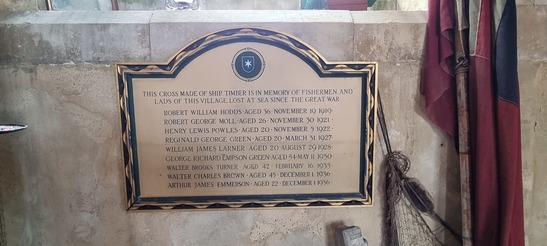 THIS CROSS MADE OF SHIP TIMBER IS IN MEMORY OF FISHERMEN AND
LADS OF THIS VILLAGE, LOST AT SEA SINCE THE GREAT WAR
ROBERT WILLIAM HODDS · AGED 36 · NOVEMBER 19 1919 ·
ROBERT GEORGE MOLL · AGED 26 · NOVEMBER 30 1921 ·
HENRY LEWIS POWLES · AGED 20 · NOVEMBER 3 1922 ·
REGINALD GEORGE GREEN · AGED 20 · MARCH 31 1927
WILLIAM JAMES LARNER · AGED 20 AUGUST 29 1928 ·
GEORGE RICHARD EMPSON GREEN · AGED 54 · MAY 11 1930
WALTER BROOKS TURNER · AGED 42 · FEBRUARY 16 1933 ·
WALTER CHARLES BROWN · AGED 45 · DECEMBER 1 1936 ·
ARTHUR JAMES EMMERSON · AGED 22 · DECEMBER 1 1936 ·